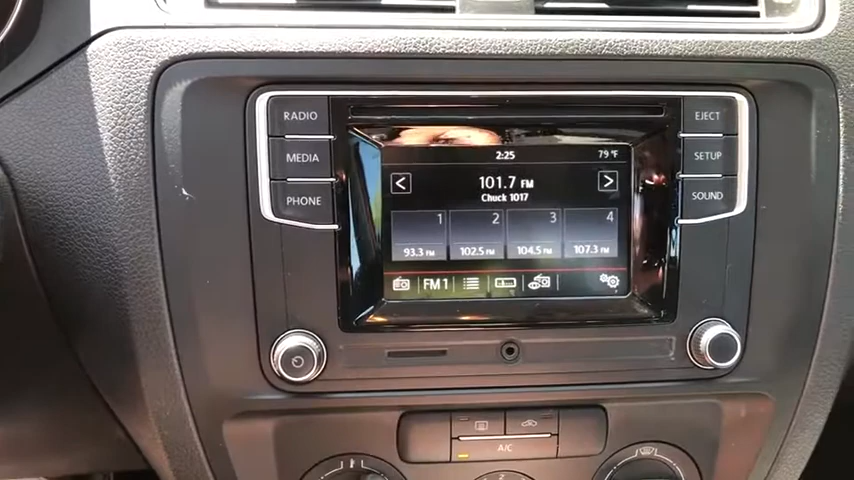 RADIO
MEDIA
PHONE
EJECT
SETUP
SOUND
2:25
79 °F
< 101.7 FM >
Chuck 1017
1 2 3 4
93.3 FM 102.5 FM 104.5 FM 107.3 FM
FM 1
A/C